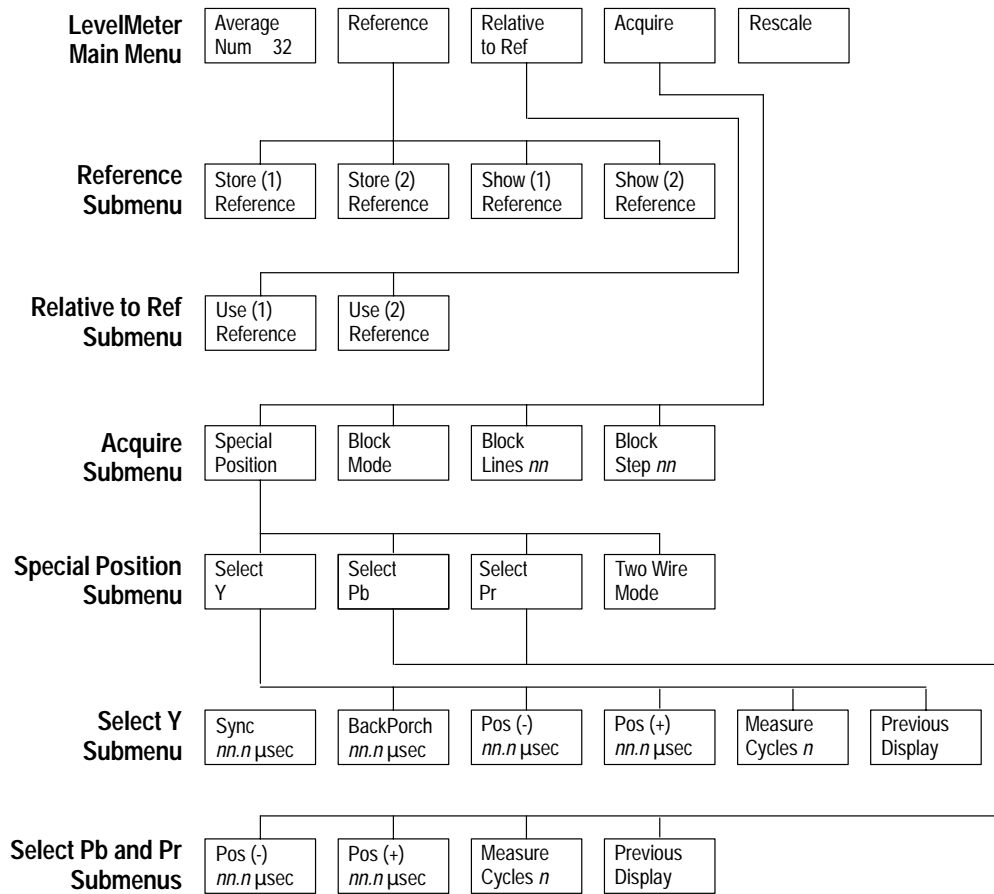 LevelMeter
Main Menu
Average
Num 32
Reference
Relative
to Ref
Acquire
Rescale
Reference
Submenu
Store (1)
Reference
Store (2)
Reference
Show (1)
Reference
Show (2)
Reference
Relative to Ref
Submenu
Use (1)
Reference
Use (2)
Reference
Acquire
Submenu
Special
Position
Block
Mode
Block
Lines nn
Block
Step nn
Special Position
Submenu
Select
Y
Select
Pb
Select
Pr
Two Wire
Mode
Select Y
Submenu
Sync
nn.n µsec
BackPorch
nn.n µsec
Pos (-)
nn.n µsec
Pos (+)
nn.n µsec
Measure
Cycles n
Previous
Display
Select Pb and Pr
Submenus
Pos (-)
nn.n µsec
Pos (+)
nn.n µsec
Measure
Cycles n
Previous
Display